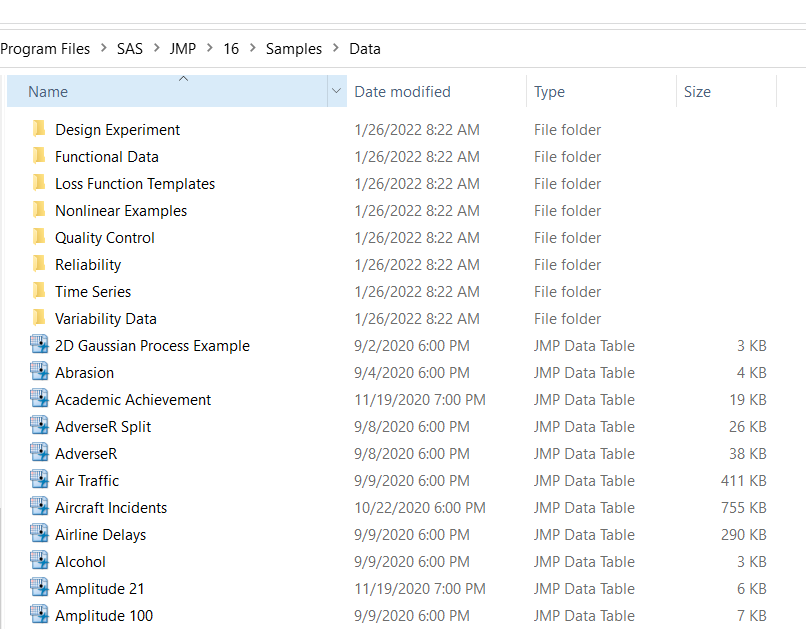 Program Files > SAS > JMP > 16 > Samples > Data
Name Date modified Type Size
Design Experiment 1/26/2022 8:22 AM File folder
Functional Data 1/26/2022 8:22 AM File folder
Loss Function Templates 1/26/2022 8:22 AM File folder
Nonlinear Examples 1/26/2022 8:22 AM File folder
Quality Control 1/26/2022 8:22 AM File folder
Reliability 1/26/2022 8:22 AM File folder
Time Series 1/26/2022 8:22 AM File folder
Variability Data 1/26/2022 8:22 AM File folder
2D Gaussian Process Example 9/2/2020 6:00 PM JMP Data Table 3 KB
Abrasion 9/4/2020 6:00 PM JMP Data Table 4 KB
Academic Achievement 11/19/2020 7:00 PM JMP Data Table 19 KB
AdverseR Split 9/8/2020 6:00 PM JMP Data Table 26 KB
AdverseR 9/8/2020 6:00 PM JMP Data Table 38 KB
Air Traffic 9/9/2020 6:00 PM JMP Data Table 411 KB
Aircraft Incidents 10/22/2020 6:00 PM JMP Data Table 755 KB
Airline Delays 9/9/2020 6:00 PM JMP Data Table 290 KB
Alcohol 9/9/2020 6:00 PM JMP Data Table 3 KB
Amplitude 21 11/19/2020 7:00 PM JMP Data Table 6 KB
Amplitude 100 9/9/2020 6:00 PM JMP Data Table 7 KB